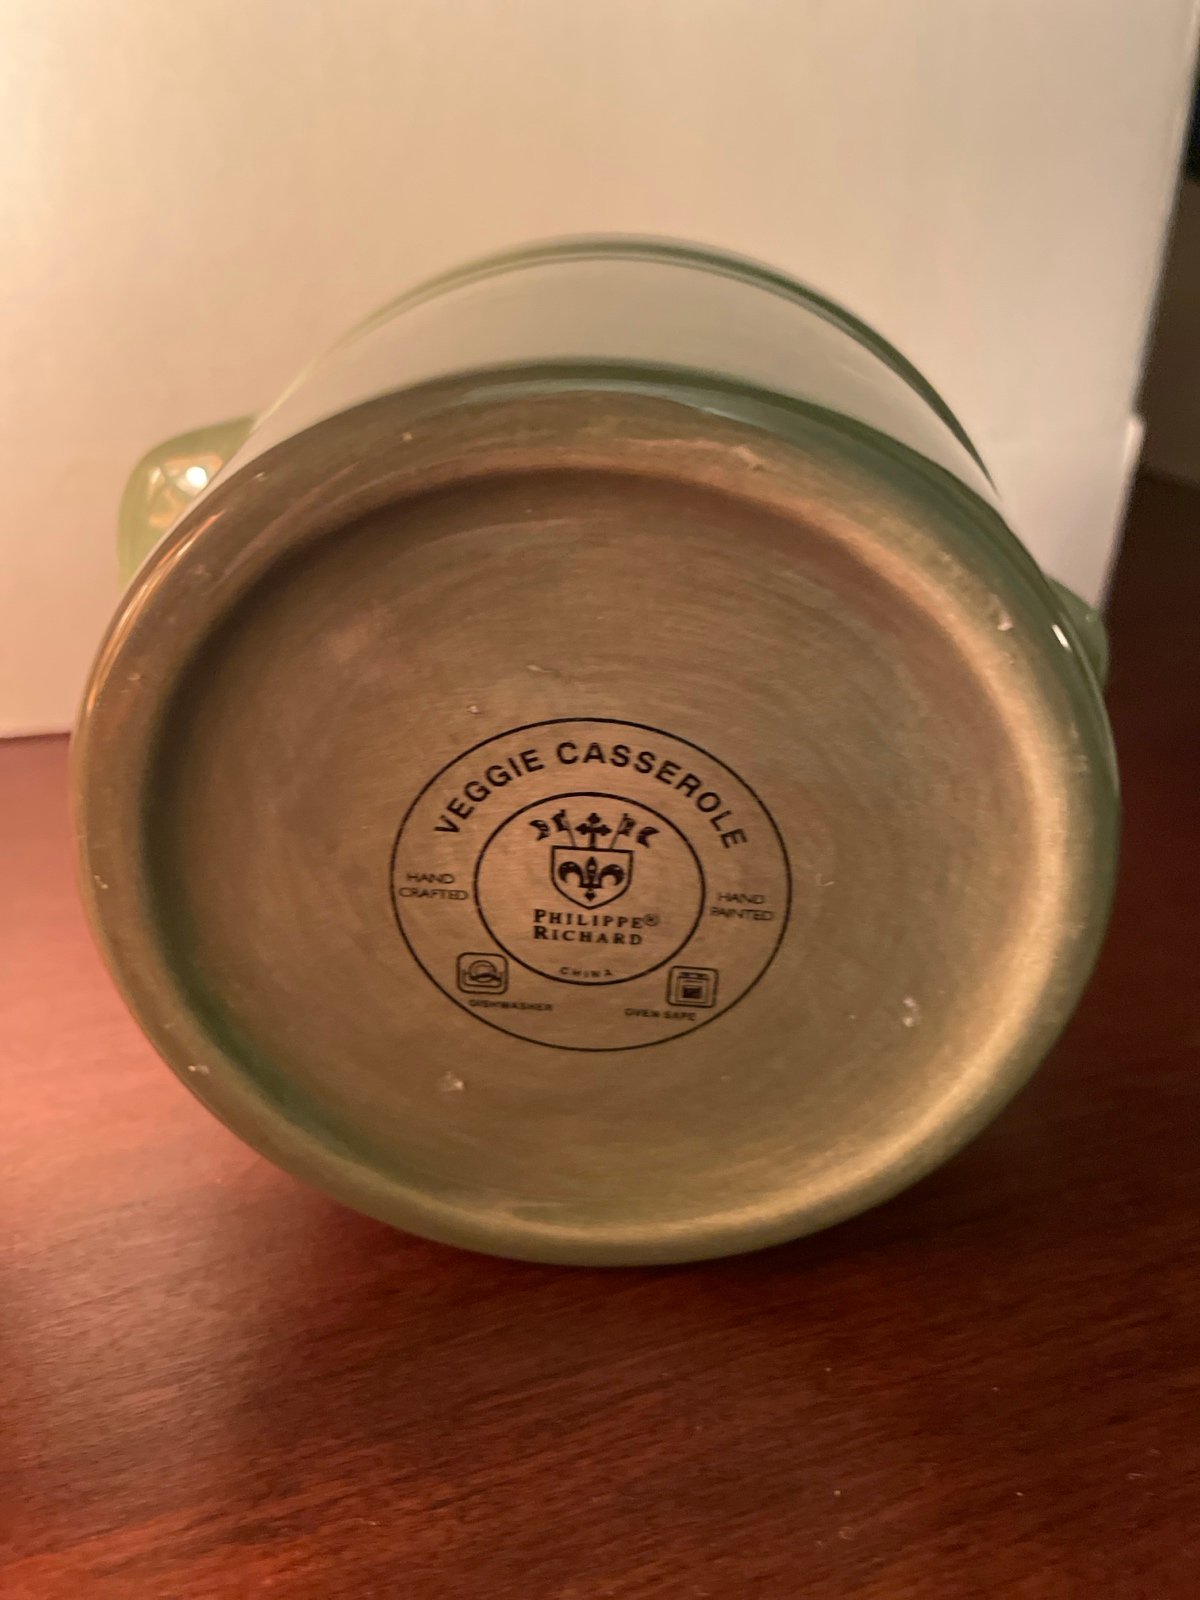 VEGGIE CASSEROLE
HAND
CRAFTED
PHILIPPE®
RICHARD
HAND
PAINTED
CHINA
DISHWASHER
OVEN SAFE